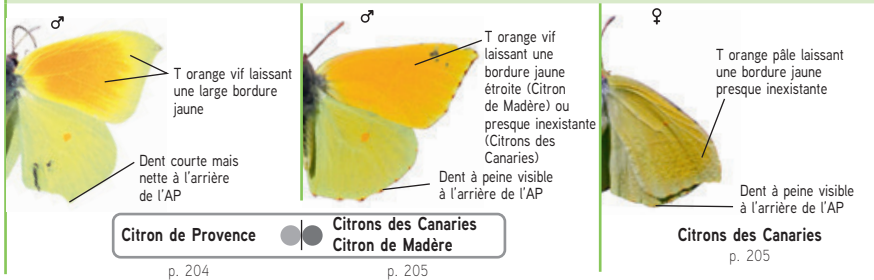 ♂
T orange vif laissant
une large bordure
jaune
Dent courte mais
nette à l'arrière
de l'AP
♂
T orange vif
laissant une
bordure jaune
étroite (Citron
de Madère) ou
presque inexistante
(Citrons des
Canaries)
Dent à peine visible
à l'arrière de l'AP
Citron de Provence
Citrons des Canaries
Citron de Madère
p. 204
p. 205
♀
T orange pâle laissant
une bordure jaune
presque inexistante
Dent à peine visible
à l'arrière de l'AP
Citrons des Canaries
p. 205